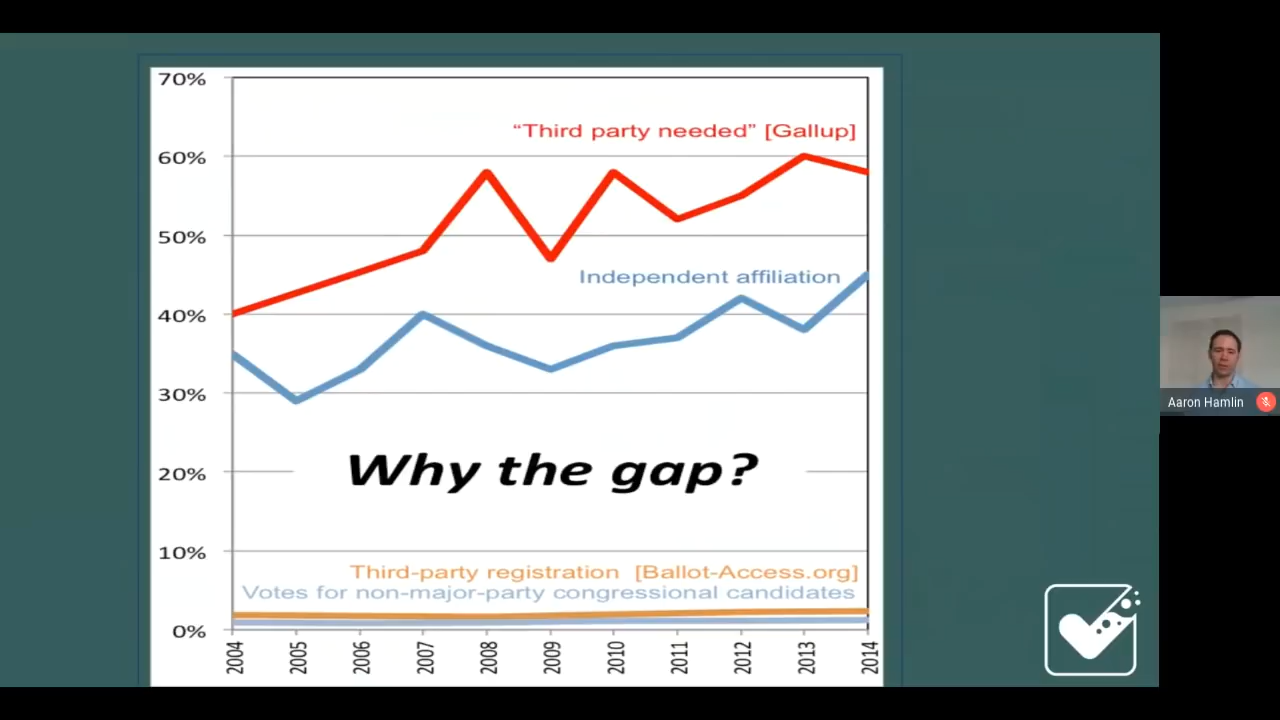 70%
“Third party needed” [Gallup]
60%
50%
Independent affiliation
40%
30%
20%
Why the gap?
10%
Third-party registration [Ballot-Access.org]
Votes for non-major-party congressional candidates
0%
2004 2005 2006 2007 2008 2009 2010 2011 2012 2013 2014
Aaron Hamlin